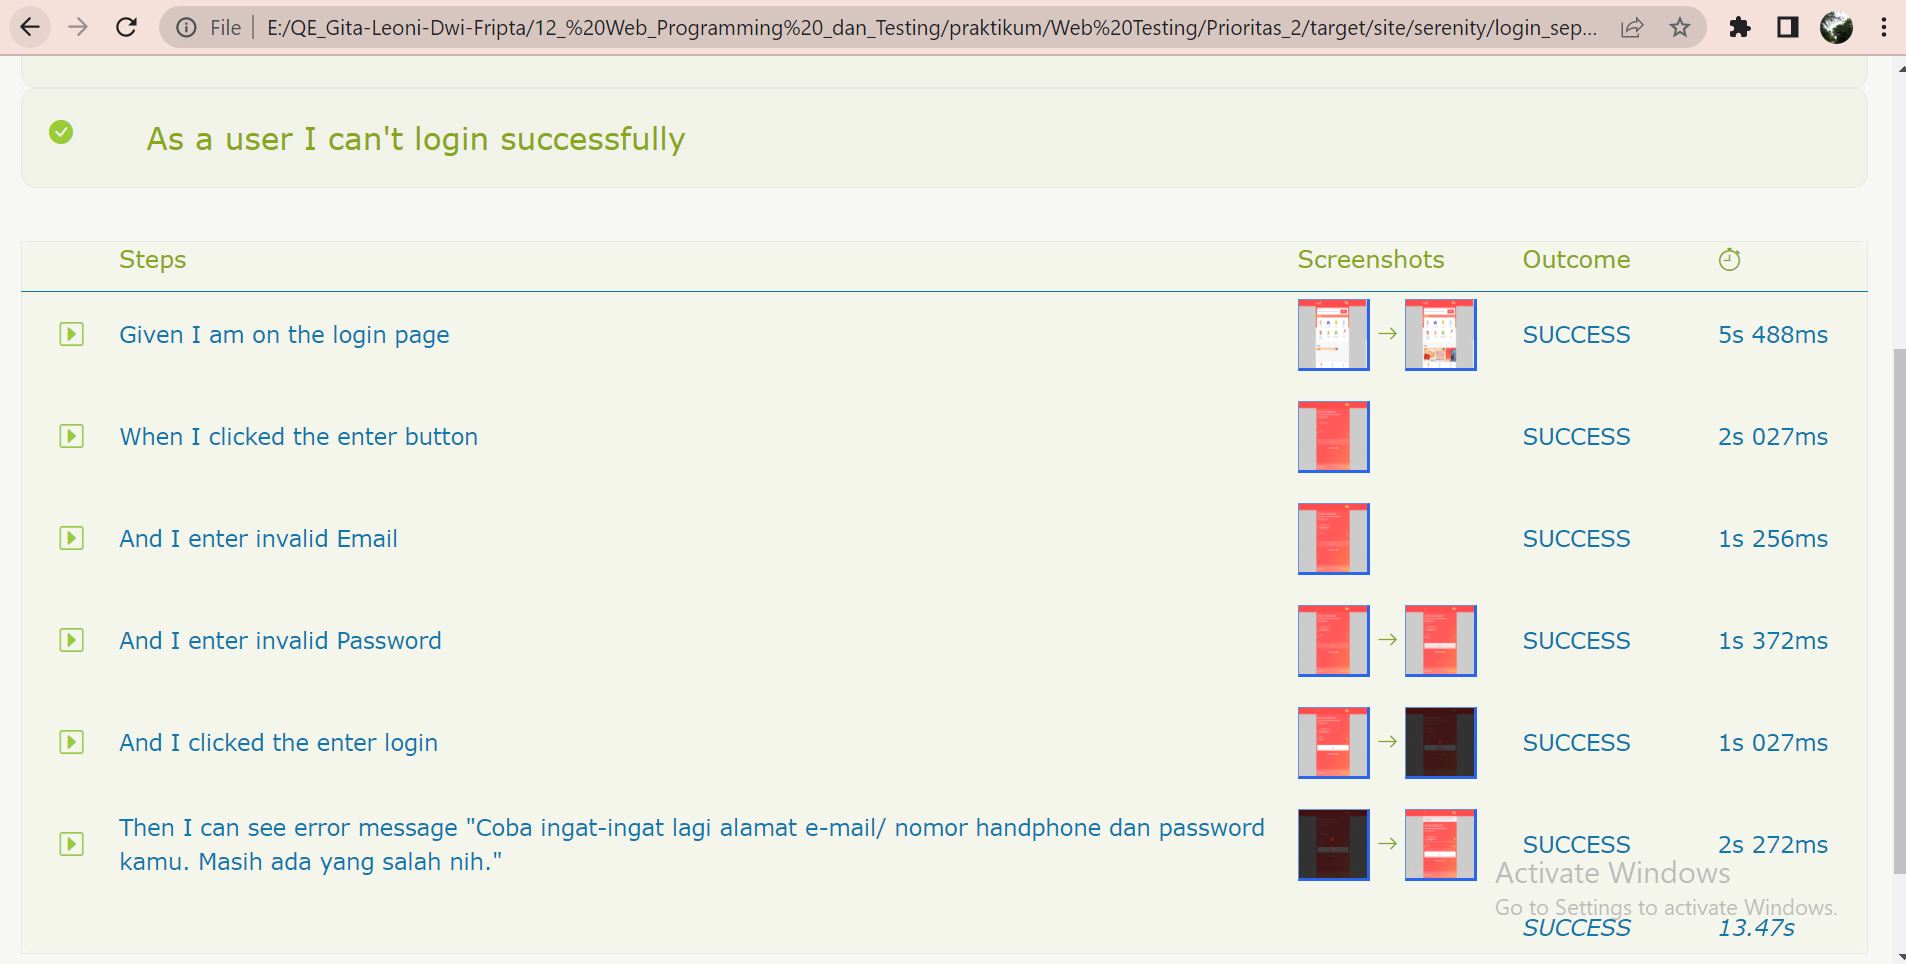 File
E:/QE_Gita-Leoni-Dwi-Fripta/12_%20Web_Programming%20_dan_Testing/praktikum/Web%20Testing/Prioritas_2/target/site/serenity/login_sep...
As a user I can't login successfully
Steps Screenshots Outcome
Given I am on the login page SUCCESS 5s 488ms
When I clicked the enter button SUCCESS 2s 027ms
And I enter invalid Email SUCCESS 1s 256ms
And I enter invalid Password SUCCESS 1s 372ms
And I clicked the enter login SUCCESS 1s 027ms
Then I can see error message "Coba ingat-ingat lagi alamat e-mail/ nomor handphone dan password
kamu. Masih ada yang salah nih." SUCCESS 2s 272ms
Activate Windows
Go to Settings to activate Windows.
SUCCESS 13.47s